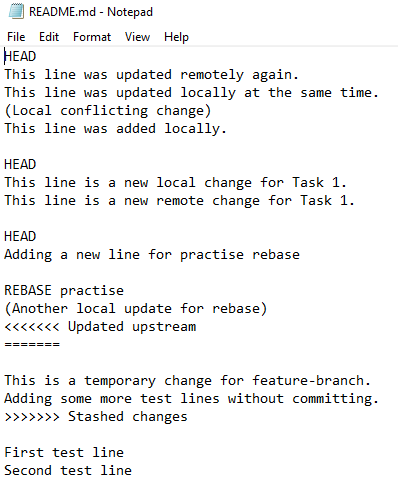 README.md - Notepad
File Edit Format View Help
HEAD
This line was updated remotely again.
This line was updated locally at the same time.
(Local conflicting change)
This line was added locally.
HEAD
This line is a new local change for Task 1.
This line is a new remote change for Task 1.
HEAD
Adding a new line for practise rebase
REBASE practise
(Another local update for rebase)
<<<<<<< Updated upstream
=======
This is a temporary change for feature-branch.
Adding some more test lines without committing.
>>>>>>> Stashed changes
First test line
Second test line